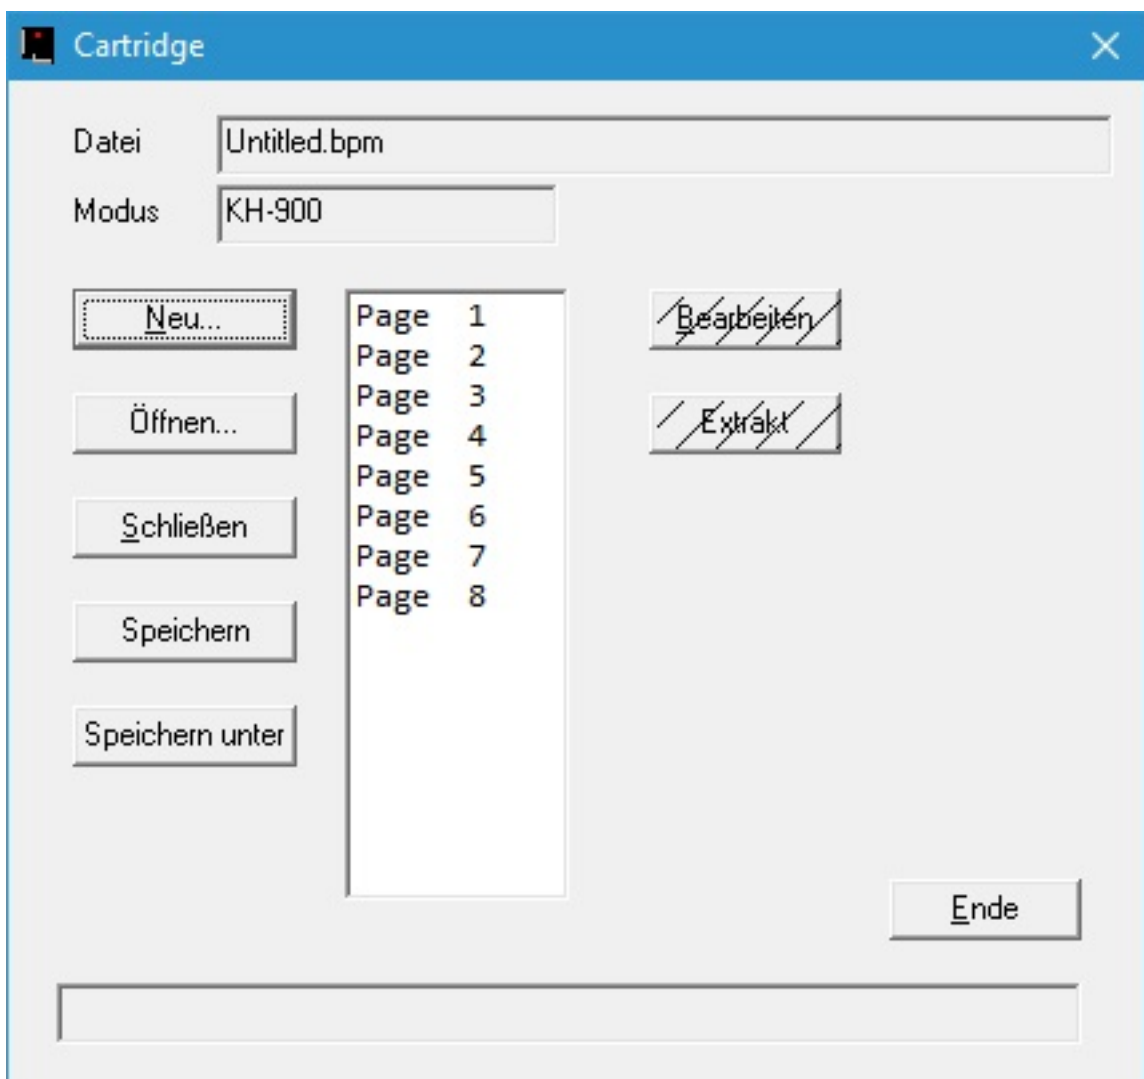 Cartridge
Datei Untitled.bpm
Modus KH-900
Neu...
Öffnen...
Schließen
Speichern
Speichern unter
Page 1
Page 2
Page 3
Page 4
Page 5
Page 6
Page 7
Page 8
Bearbeiten
Extrakt
Ende